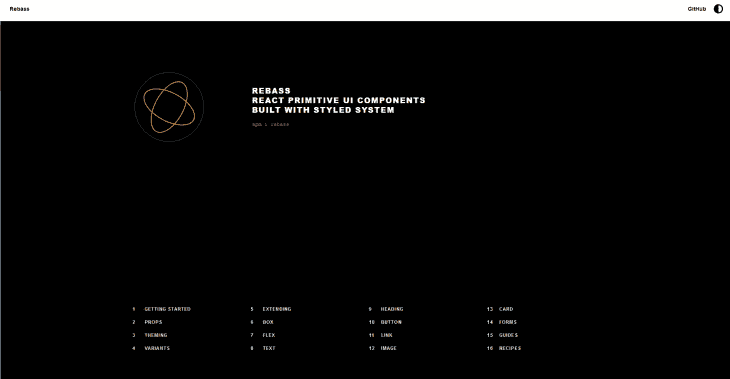 Rebass
GitHub
REBASS
REACT PRIMITIVE UI COMPONENTS
BUILT WITH STYLED SYSTEM
npm i rebass
1 GETTING STARTED
2 PROPS
3 THEMING
4 VARIANTS
5 EXTENDING
6 BOX
7 FLEX
8 TEXT
9 HEADING
10 BUTTON
11 LINK
12 IMAGE
13 CARD
14 FORMS
15 GUIDES
16 RECIPES